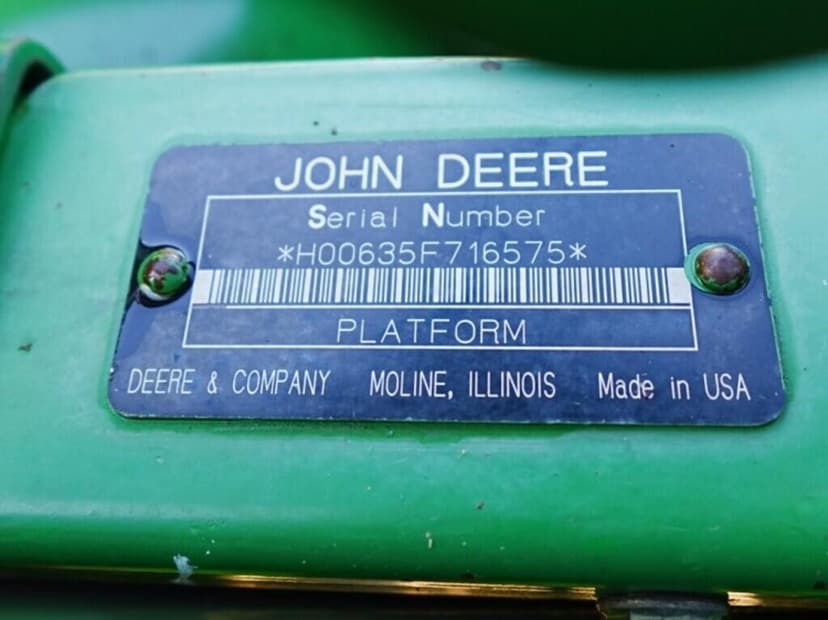 JOHN DEERE
Serial Number
*H00635F716575*
PLATFORM
DEERE & COMPANY MOLINE, ILLINOIS Made in USA